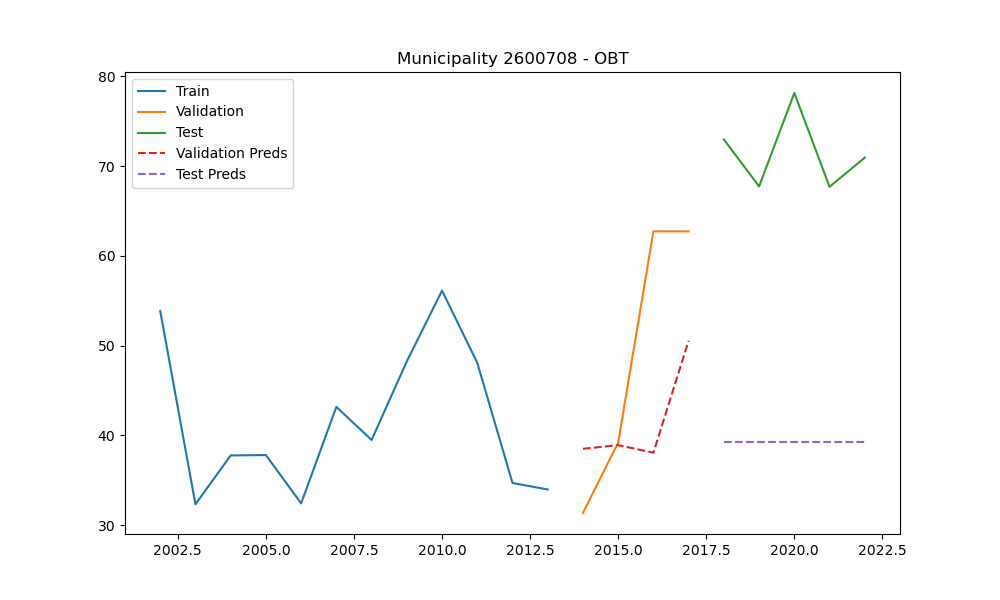 Municipality 2600708 - OBT
Train
Validation
Test
Validation Preds
Test Preds
80
70
60
50
40
30
2002.5 2005.0 2007.5 2010.0 2012.5 2015.0 2017.5 2020.0 2022.5